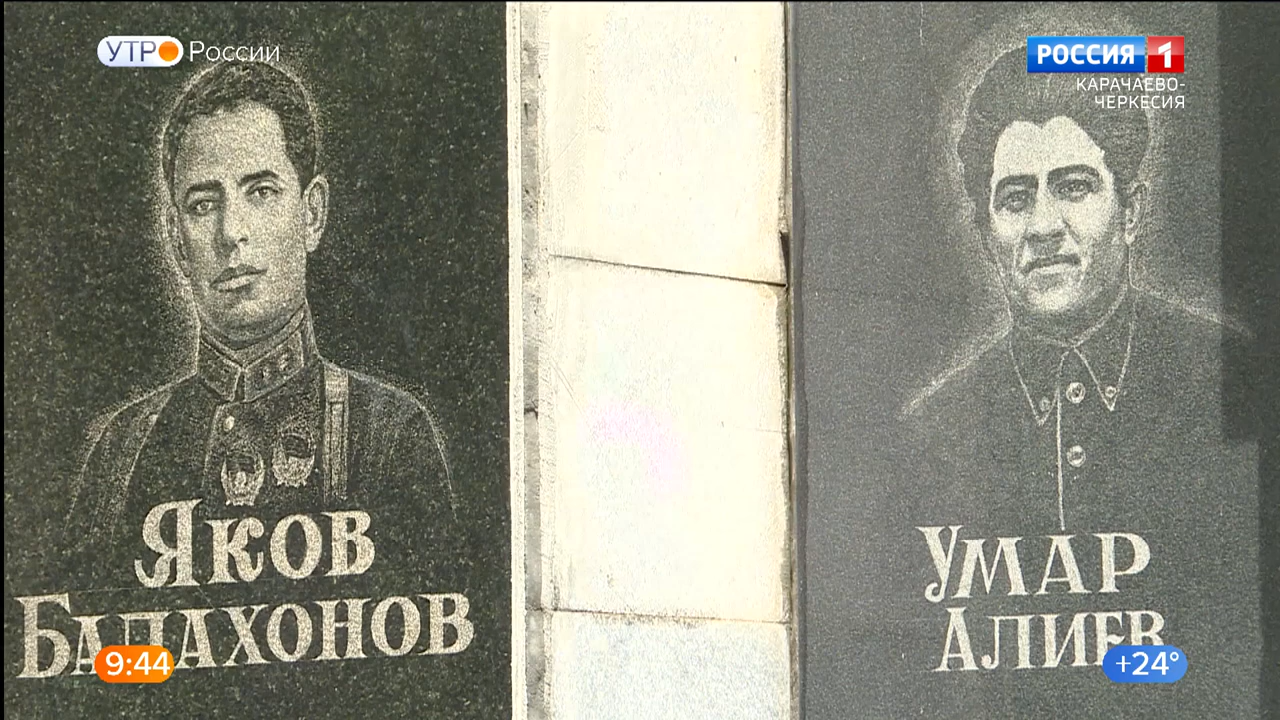 УТРО России
РОССИЯ 1
КАРАЧАЕВО-
ЧЕРКЕСИЯ
Яков
Балахонов
Умар
Алиев
9:44
+24°